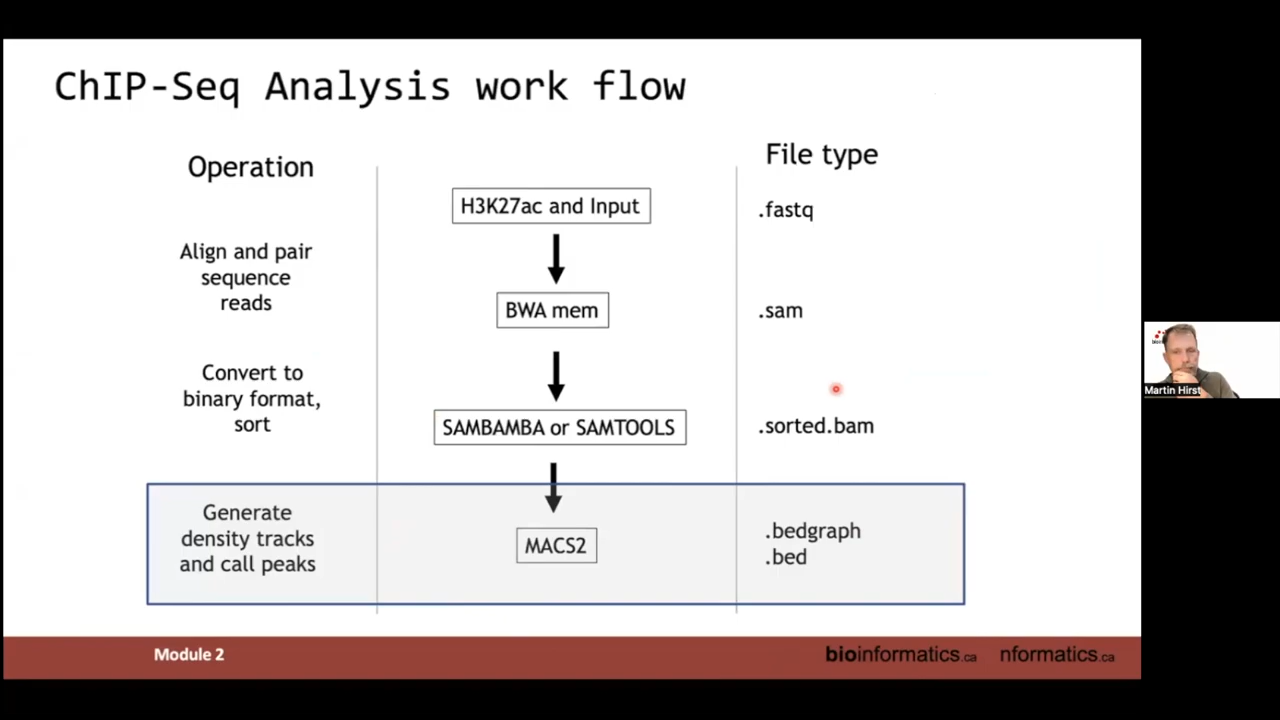 ChIP-Seq Analysis work flow
Operation
File type
H3K27ac and Input
.fastq
Align and pair
sequence
reads
BWA mem
.sam
Convert to
binary format,
sort
SAMBAMBA or SAMTOOLS
.sorted.bam
Generate
density tracks
and call peaks
MACS2
.bedgraph
.bed
Module 2
bioinformatics.ca
nformatics.ca
Martin Hirst